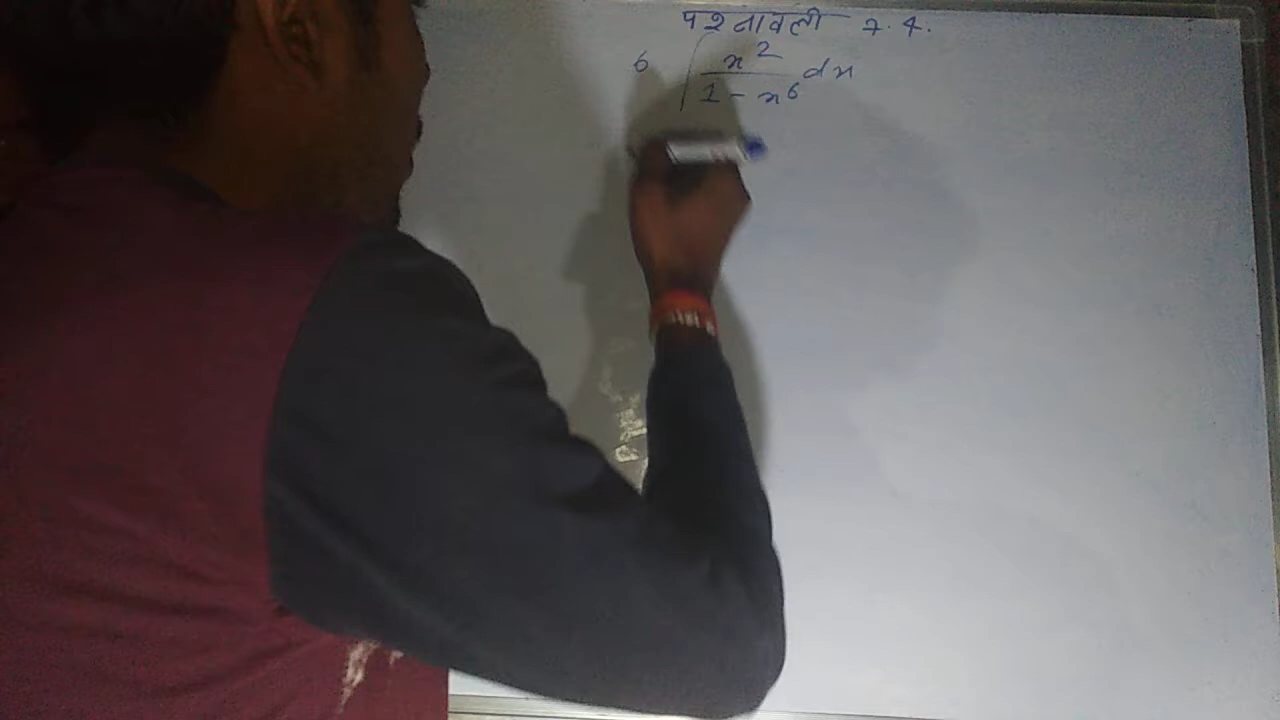 प्रश्नावली 7.4.
6 ∫ x² / 1 - x⁶ dx